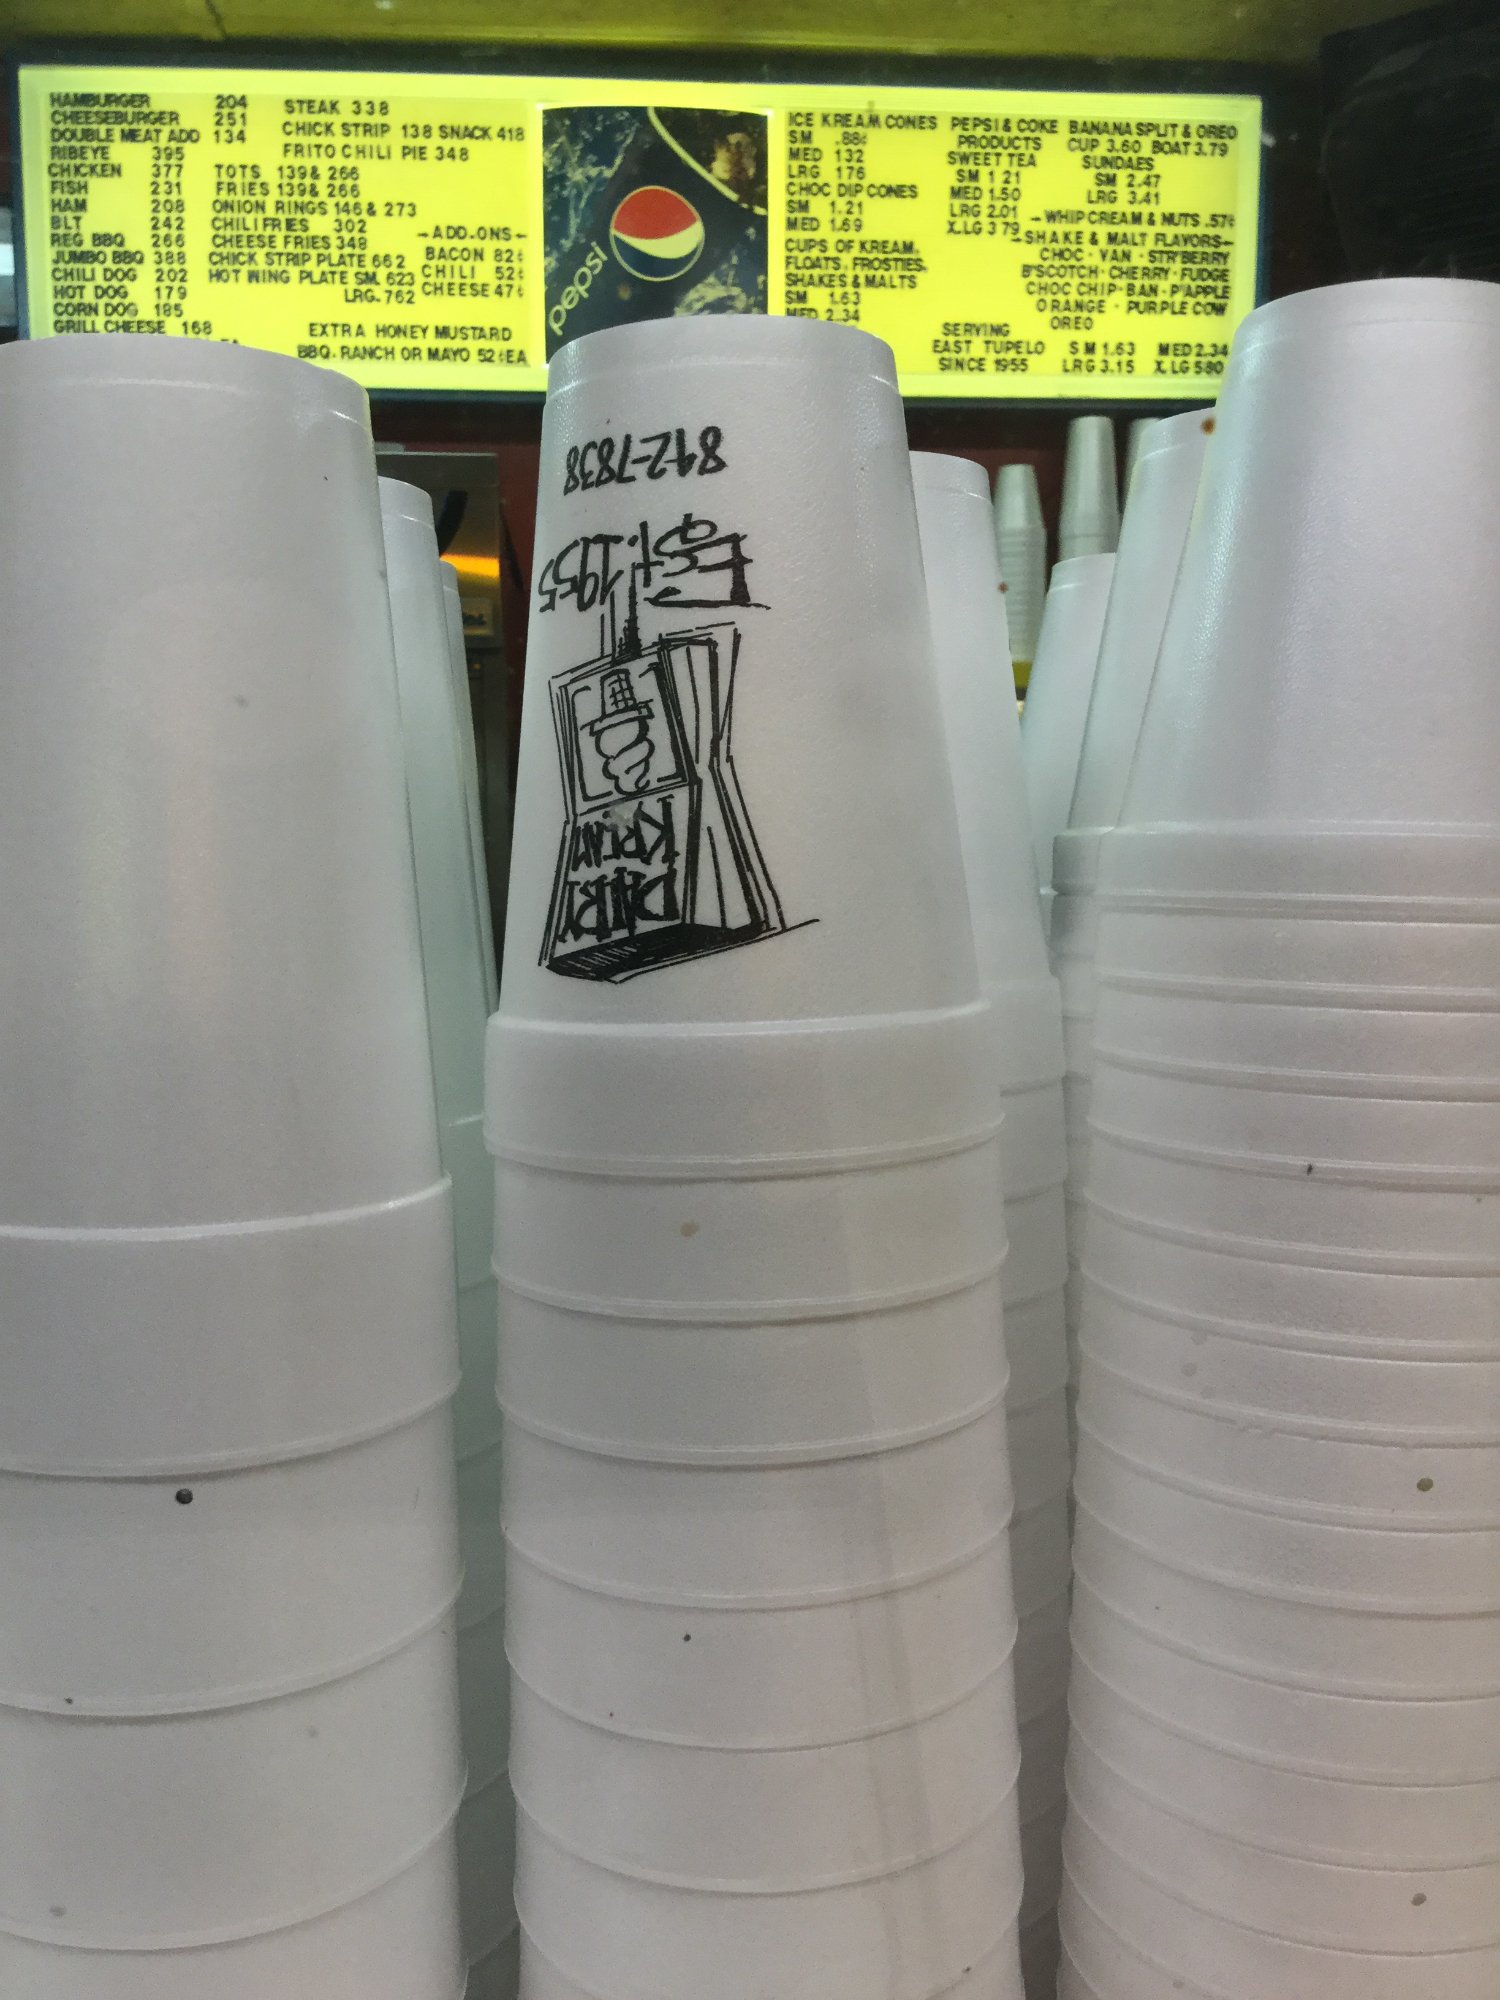 HAMBURGER 204
CHEESEBURGER 251
DOUBLE MEAT ADD 134
RIBEYE 395
CHICKEN 377
FISH 231
HAM 208
BLT 242
REG BBQ 266
JUMBO BBQ 388
CHILI DOG 202
HOT DOG 179
CORN DOG 185
GRILL CHEESE 168
STEAK 338
CHICK STRIP 138 SNACK 418
FRITO CHILI PIE 348
TOTS 139 & 266
FRIES 139 & 266
ONION RINGS 146 & 273
CHILI FRIES 302
CHEESE FRIES 348
CHICK STRIP PLATE 662
HOT WING PLATE SM. 623
LRG. 762
-ADD.ONS-
BACON 82¢
CHILI 52¢
CHEESE 47¢
EXTRA HONEY MUSTARD
BBQ. RANCH OR MAYO 52¢EA
pepsi
ICE KREAM CONES
SM .88¢
MED 132
LRG 176
CHOC DIP CONES
SM 1.21
MED 1.69
CUPS OF KREAM.
FLOATS. FROSTIES.
SHAKES & MALTS
SM 1.63
MED 2.34
PEPSI & COKE
PRODUCTS
SWEET TEA
SM 1 21
MED 1.50
LRG 2.01
X.LG 3 79
BANANA SPLIT & OREO
CUP 3.60 BOAT 3.79
SUNDAES
SM 2.47
LRG 3.41
-WHIP CREAM & NUTS .57¢
-SHAKE & MALT FLAVORS-
CHOC · VAN · STR'BERRY
B'SCOTCH · CHERRY · FUDGE
CHOC CHIP · BAN · P'APPLE
ORANGE · PURPLE COW
OREO
SERVING
EAST TUPELO
SINCE 1955
SM 1.63 MED 2.34
LRG 3.15 X LG 580
DAIRY
KREAM
Est. 1955
842-7838